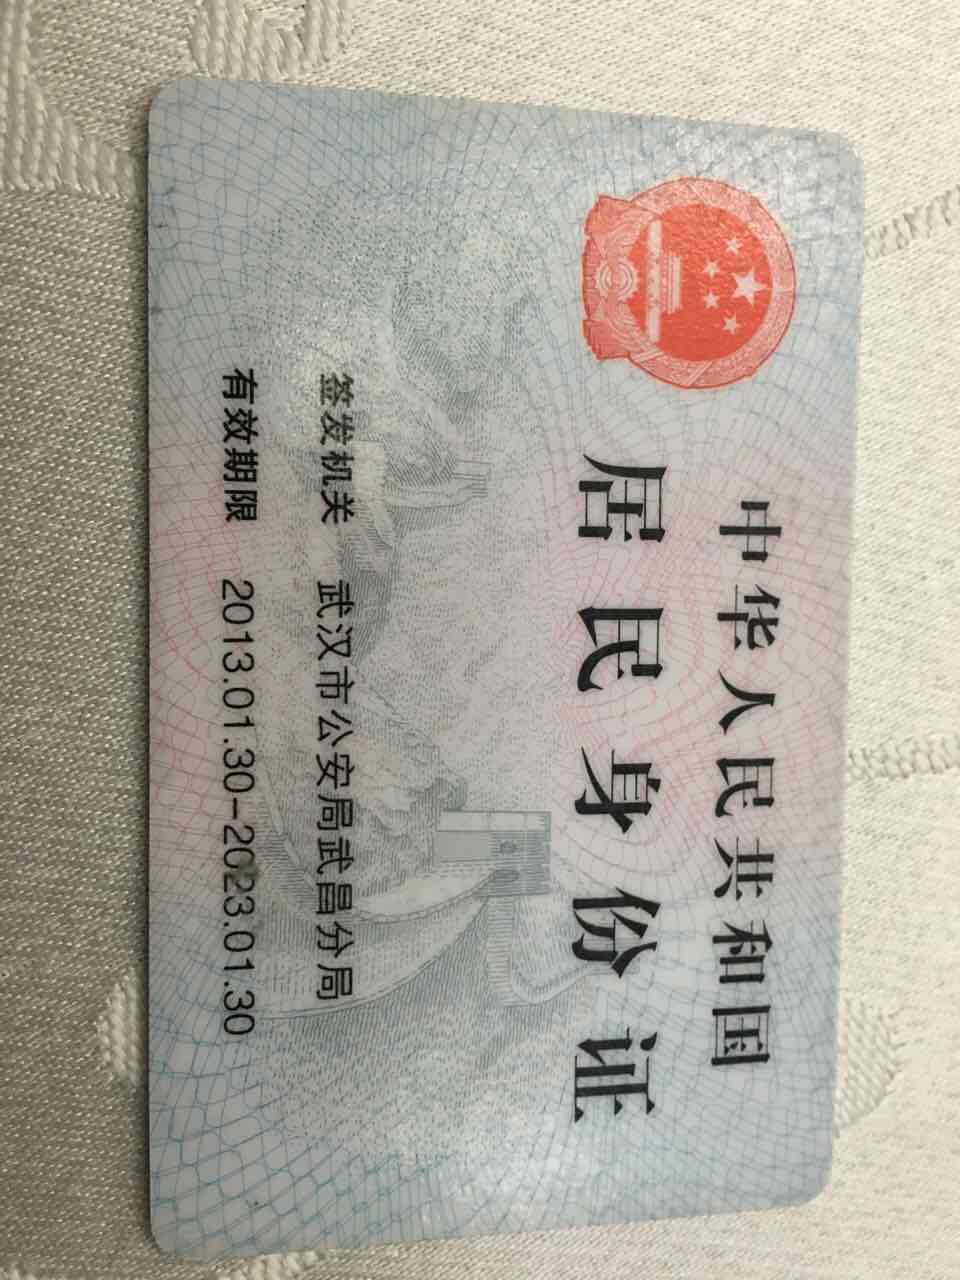 中华人民共和国
居民身份证
签发机关 武汉市公安局武昌分局
有效期限 2013.01.30-2023.01.30